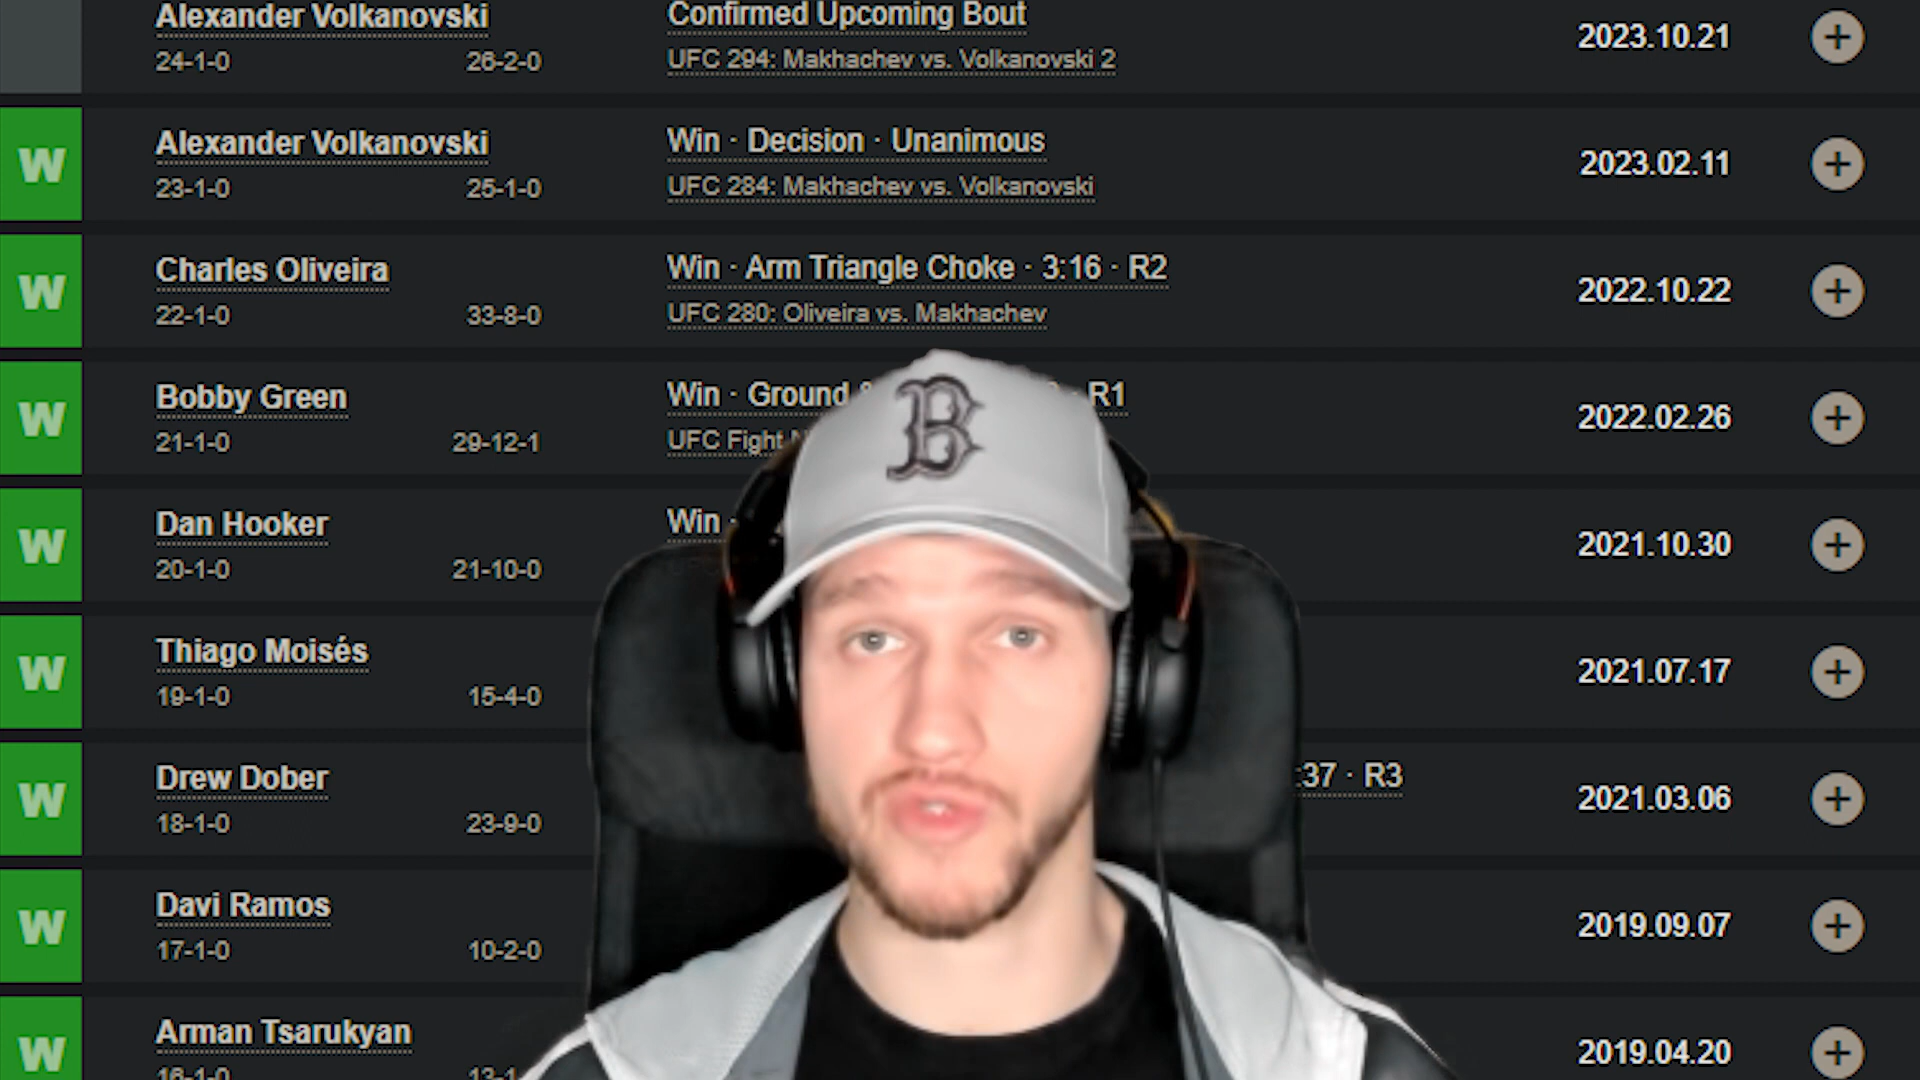 Alexander Volkanovski
Confirmed Upcoming Bout
24-1-0 26-2-0
UFC 294: Makhachev vs. Volkanovski 2
2023.10.21
W
Alexander Volkanovski
Win · Decision · Unanimous
23-1-0 25-1-0
UFC 284: Makhachev vs. Volkanovski
2023.02.11
W
Charles Oliveira
Win · Arm Triangle Choke · 3:16 · R2
22-1-0 33-8-0
UFC 280: Oliveira vs. Makhachev
2022.10.22
W
Bobby Green
Win · Ground · R1
21-1-0 29-12-1
UFC Fight
2022.02.26
B
W
Dan Hooker
Win ·
20-1-0 21-10-0
2021.10.30
W
Thiago Moisés
19-1-0 15-4-0
2021.07.17
W
Drew Dober
:37 · R3
18-1-0 23-9-0
2021.03.06
W
Davi Ramos
17-1-0 10-2-0
2019.09.07
W
Arman Tsarukyan
16-1-0 13-1
2019.04.20